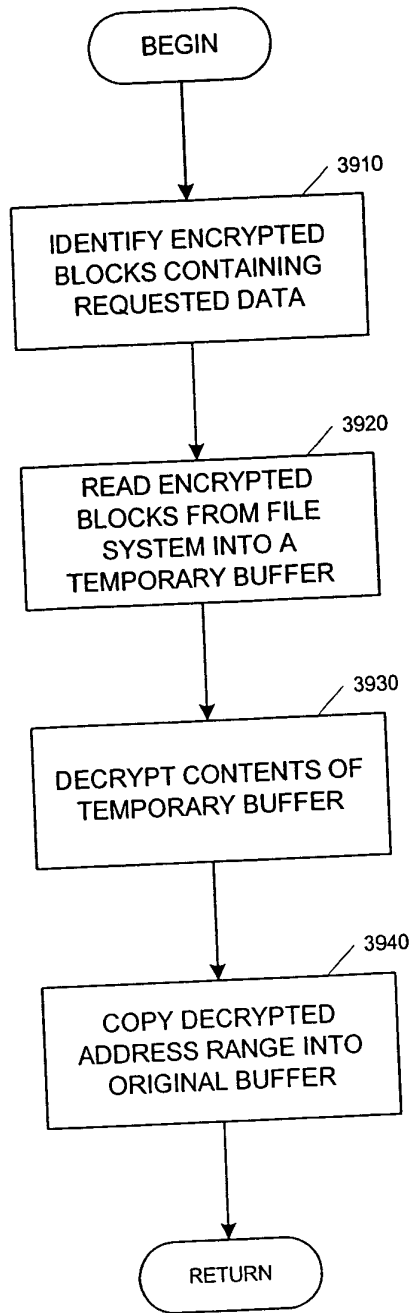 BEGIN
3910
IDENTIFY ENCRYPTED
BLOCKS CONTAINING
REQUESTED DATA
3920
READ ENCRYPTED
BLOCKS FROM FILE
SYSTEM INTO A
TEMPORARY BUFFER
3930
DECRYPT CONTENTS OF
TEMPORARY BUFFER
3940
COPY DECRYPTED
ADDRESS RANGE INTO
ORIGINAL BUFFER
RETURN